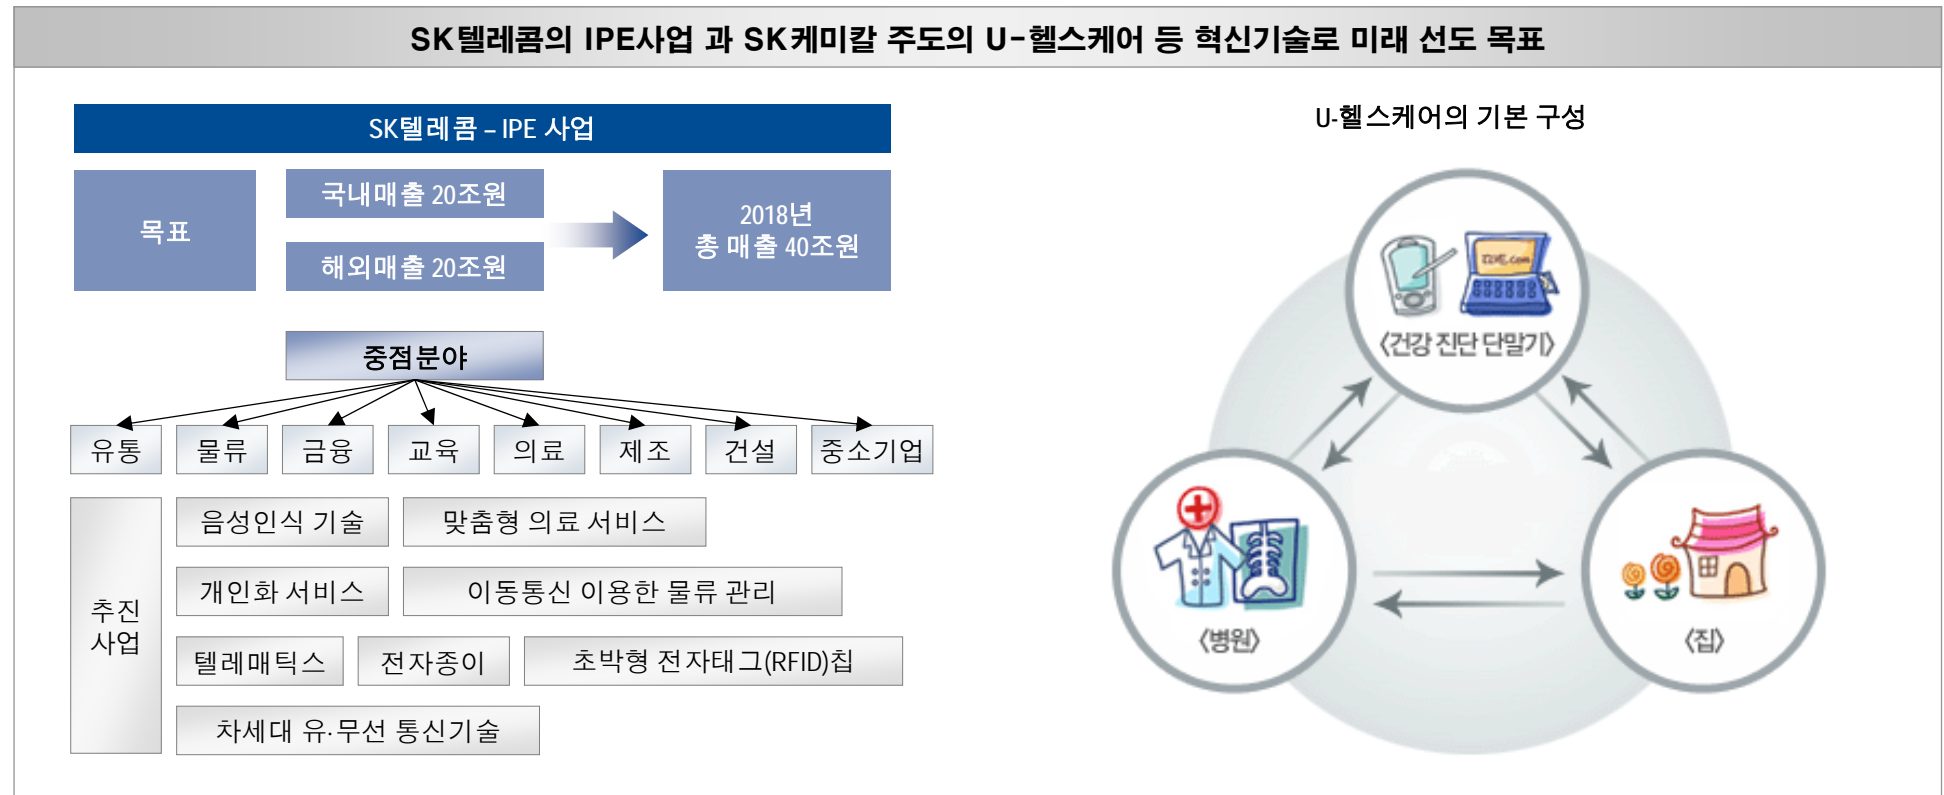 SK텔레콤의 IPE사업 과 SK케미칼 주도의 U-헬스케어 등 혁신기술로 미래 선도 목표
SK텔레콤 – IPE 사업
목표
국내매출 20조원
해외매출 20조원
2018년
총 매출 40조원
중점분야
유통
물류
금융
교육
의료
제조
건설
중소기업
추진
사업
음성인식 기술
맞춤형 의료 서비스
개인화 서비스
이동통신 이용한 물류 관리
텔레매틱스
전자종이
초박형 전자태그(RFID)칩
차세대 유·무선 통신기술
U-헬스케어의 기본 구성
〈건강 진단 단말기〉
〈병원〉
〈집〉